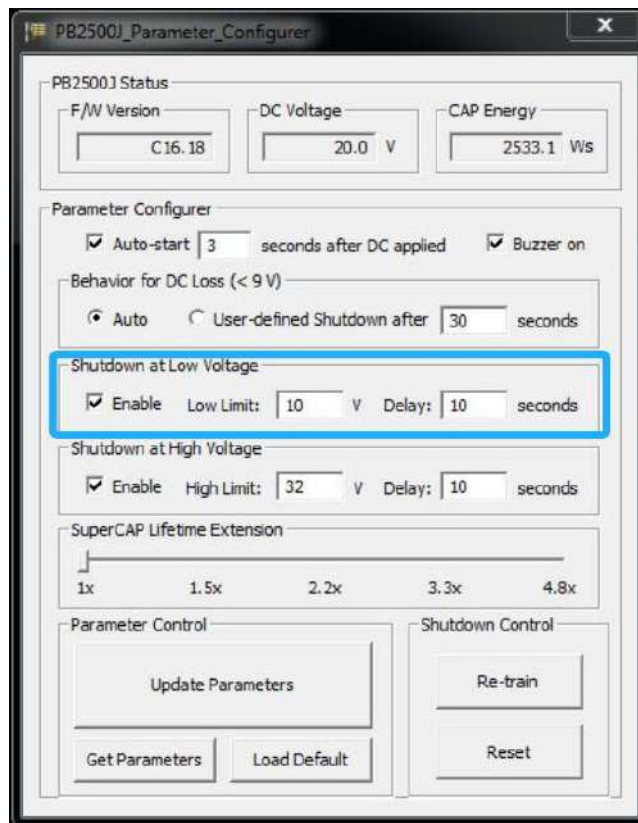 PB2500J_Parameter_Configurer
PB2500J Status
F/W Version DC Voltage CAP Energy
C16.18 20.0 V 2533.1 Ws
Parameter Configurer
Auto-start 3 seconds after DC applied Buzzer on
Behavior for DC Loss (< 9 V)
Auto User-defined Shutdown after 30 seconds
Shutdown at Low Voltage
Enable Low Limit: 10 V Delay: 10 seconds
Shutdown at High Voltage
Enable High Limit: 32 V Delay: 10 seconds
SuperCAP Lifetime Extension
1x 1.5x 2.2x 3.3x 4.8x
Parameter Control Shutdown Control
Update Parameters Re-train
Get Parameters Load Default Reset